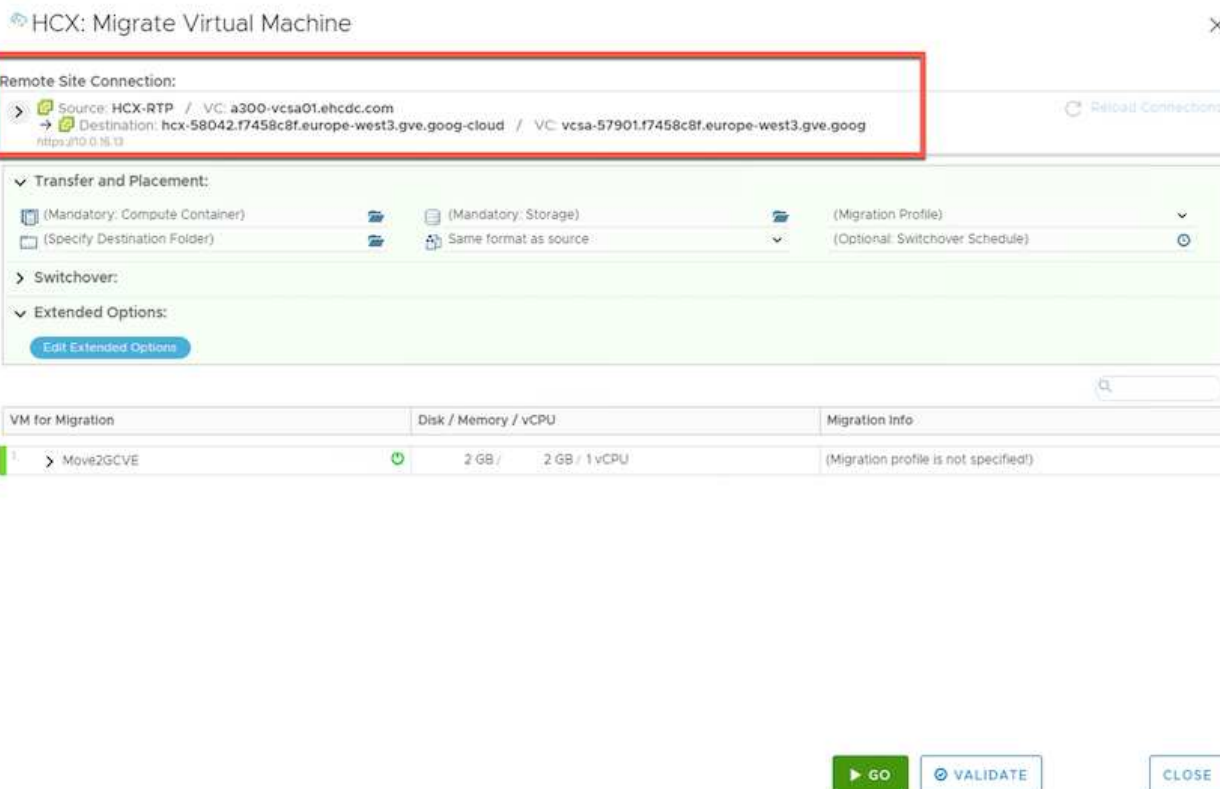 HCX: Migrate Virtual Machine
Remote Site Connection:
Source: HCX-RTP / VC: a300-vcsa01.ehcdc.com
→ Destination: hcx-58042.f7458c8f.europe-west3.gve.goog-cloud / VC: vcsa-57901.f7458c8f.europe-west3.gve.goog
https://10.0.16.13
Reload Connections
Transfer and Placement:
(Mandatory: Compute Container) (Mandatory: Storage) (Migration Profile)
(Specify Destination Folder) Same format as source (Optional: Switchover Schedule)
Switchover:
Extended Options:
Edit Extended Options
VM for Migration Disk / Memory / vCPU Migration Info
1 Move2GCVE 2 GB / 2 GB / 1 vCPU (Migration profile is not specified!)
GO VALIDATE CLOSE